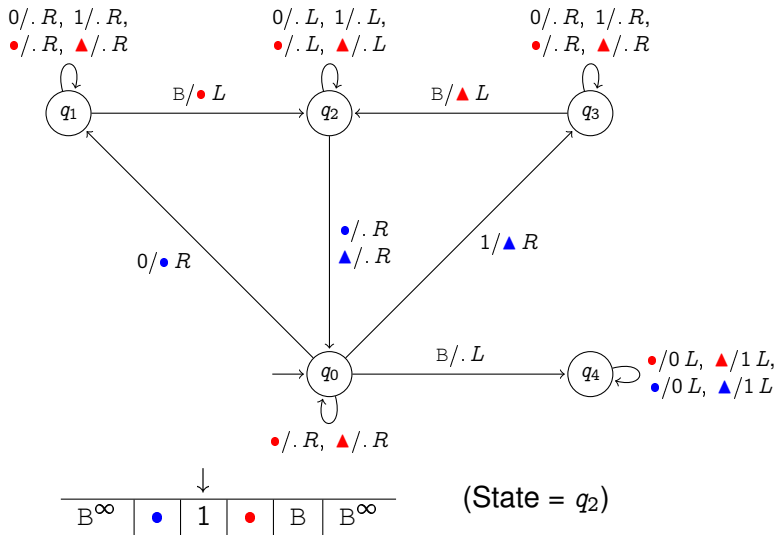 0/. R, 1/. R,
●/. R, ▲/. R
0/. L, 1/. L,
●/. L, ▲/. L
0/. R, 1/. R,
●/. R, ▲/. R
B/● L
B/▲ L
q₁
q₂
q₃
●/. R
▲/. R
0/● R
1/▲ R
B/. L
q₀
q₄
●/0 L, ▲/1 L,
●/0 L, ▲/1 L
●/. R, ▲/. R
(State = q₂)
B∞ ● 1 ● B B∞